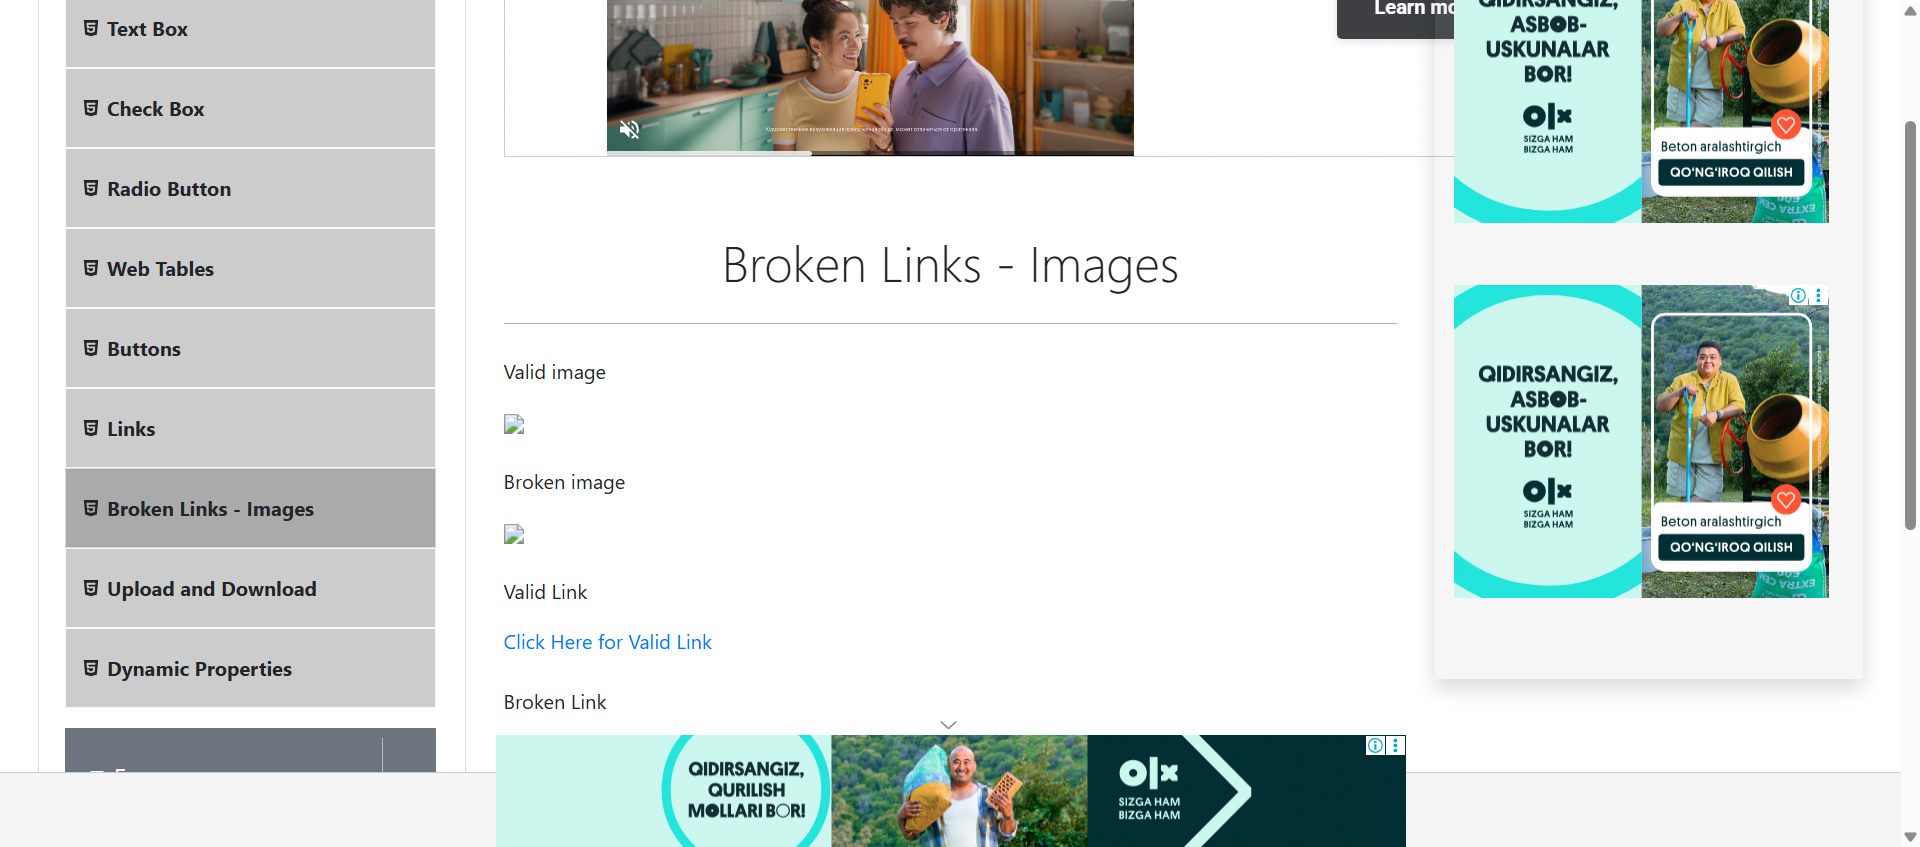 Text Box
Check Box
Radio Button
Web Tables
Buttons
Links
Broken Links - Images
Upload and Download
Dynamic Properties
Learn mo
Broken Links - Images
Valid image
Broken image
Valid Link
Click Here for Valid Link
Broken Link
QIDIRSANGIZ,
ASBOB-
USKUNALAR
BOR!
olx
SIZGA HAM
BIZGA HAM
Beton aralashtirgich
QO'NG'IROQ QILISH
QIDIRSANGIZ,
ASBOB-
USKUNALAR
BOR!
olx
SIZGA HAM
BIZGA HAM
Beton aralashtirgich
QO'NG'IROQ QILISH
QIDIRSANGIZ,
QURILISH
MOLLARI BOR!
olx
SIZGA HAM
BIZGA HAM